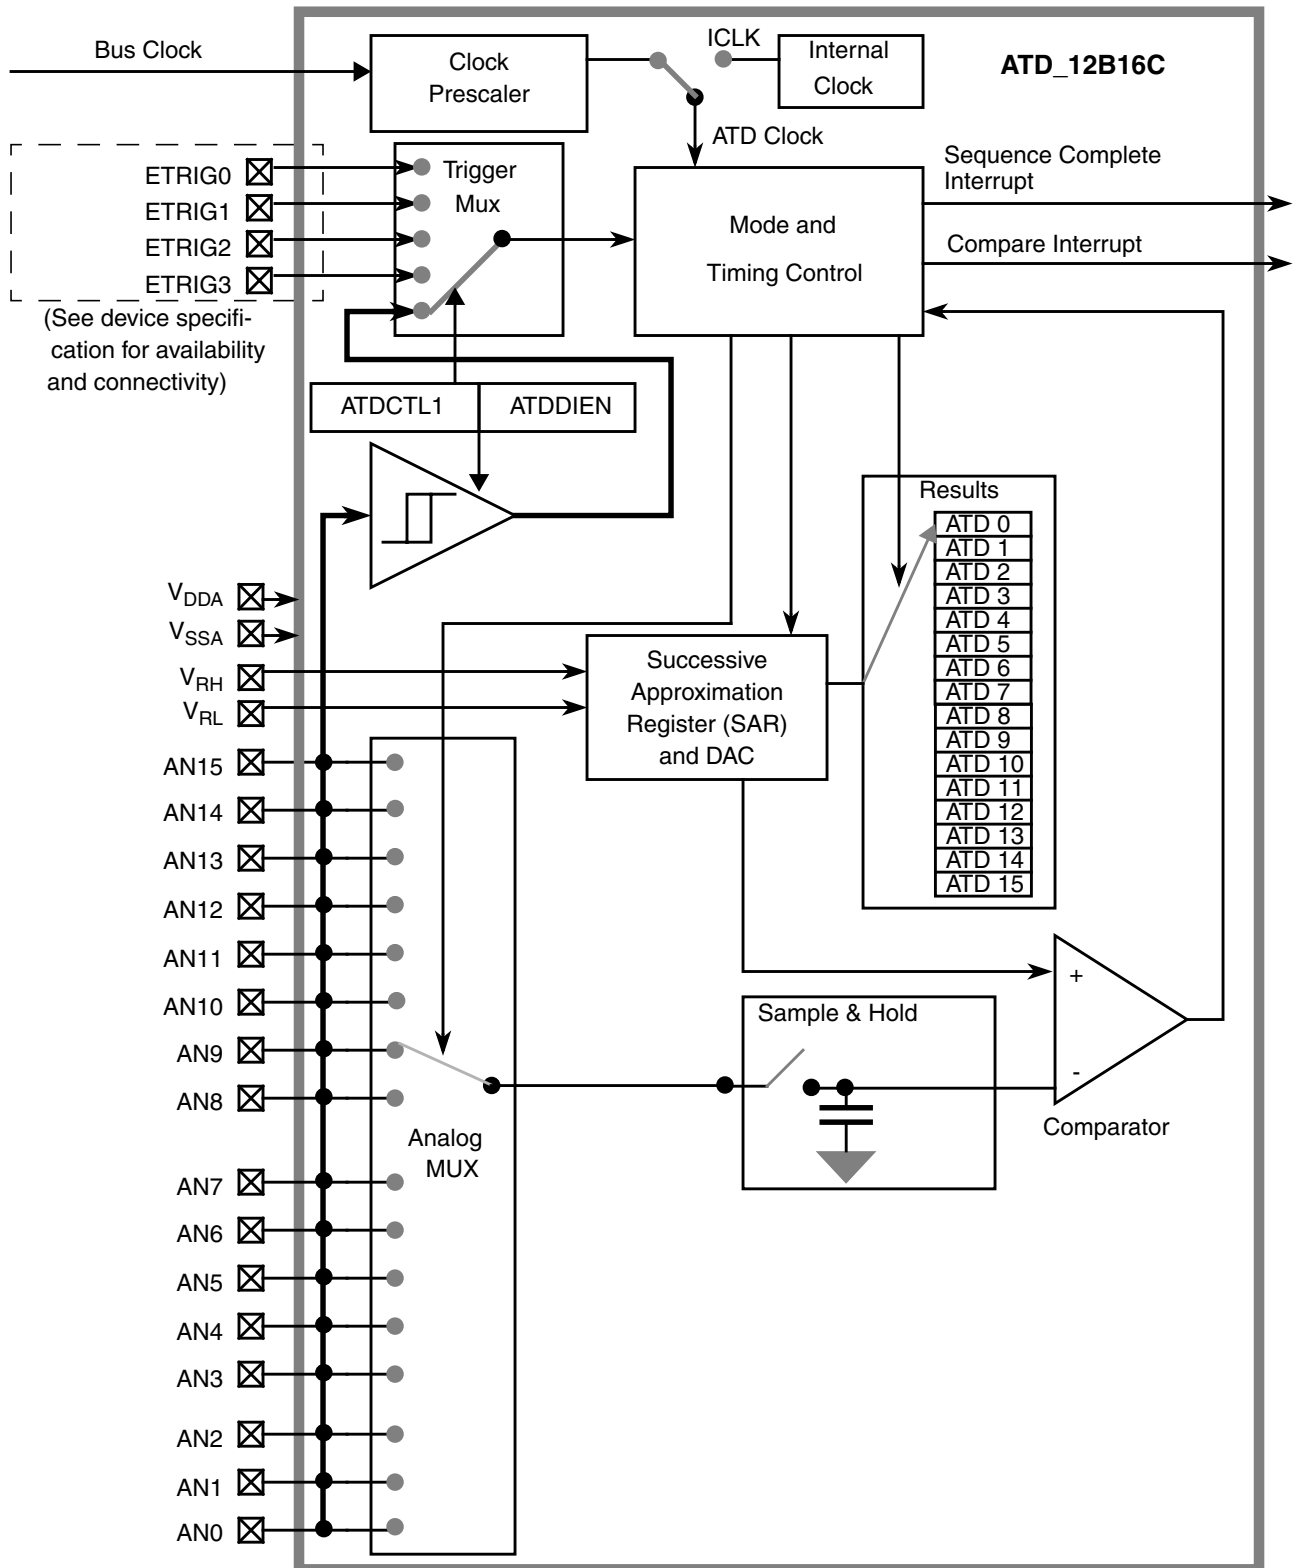 Bus Clock
Clock
Prescaler
ICLK
Internal
Clock
ATD_12B16C
ATD Clock
ETRIG0
ETRIG1
ETRIG2
ETRIG3
(See device specifi-
cation for availability
and connectivity)
Trigger
Mux
Mode and
Timing Control
Sequence Complete
Interrupt
Compare Interrupt
ATDCTL1
ATDDIEN
Results
ATD 0
ATD 1
ATD 2
ATD 3
ATD 4
ATD 5
ATD 6
ATD 7
ATD 8
ATD 9
ATD 10
ATD 11
ATD 12
ATD 13
ATD 14
ATD 15
VDDA
VSSA
VRH
VRL
Successive
Approximation
Register (SAR)
and DAC
AN15
AN14
AN13
AN12
AN11
AN10
AN9
AN8
AN7
AN6
AN5
AN4
AN3
AN2
AN1
AN0
Analog
MUX
Sample & Hold
+
-
Comparator